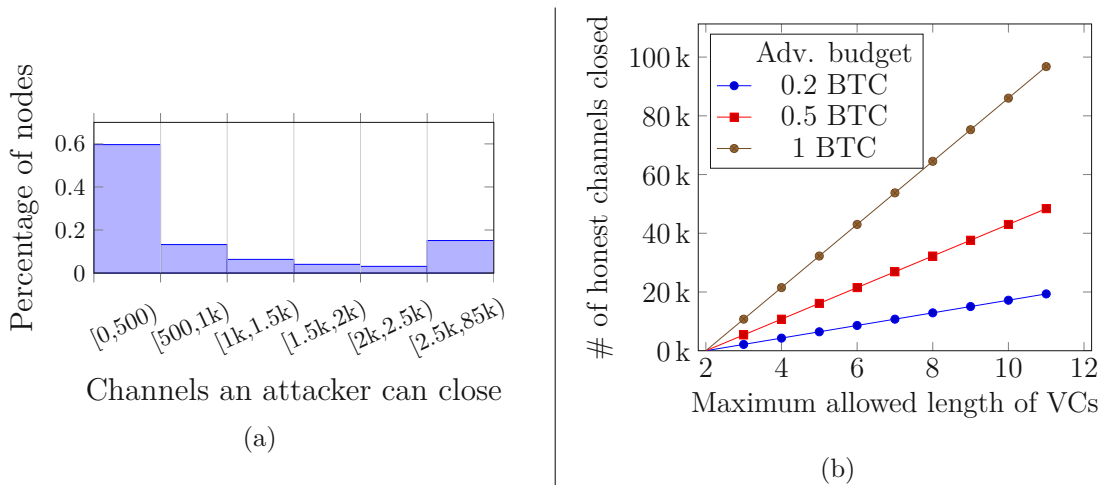 Percentage of nodes
0.6
0.4
0.2
0
[0,500)
[500,1k)
[1k,1.5k)
[1.5k,2k)
[2k,2.5k)
[2.5k,85k)
Channels an attacker can close
(a)
# of honest channels closed
100 k
80 k
60 k
40 k
20 k
0 k
Adv. budget
0.2 BTC
0.5 BTC
1 BTC
2 4 6 8 10 12
Maximum allowed length of VCs
(b)